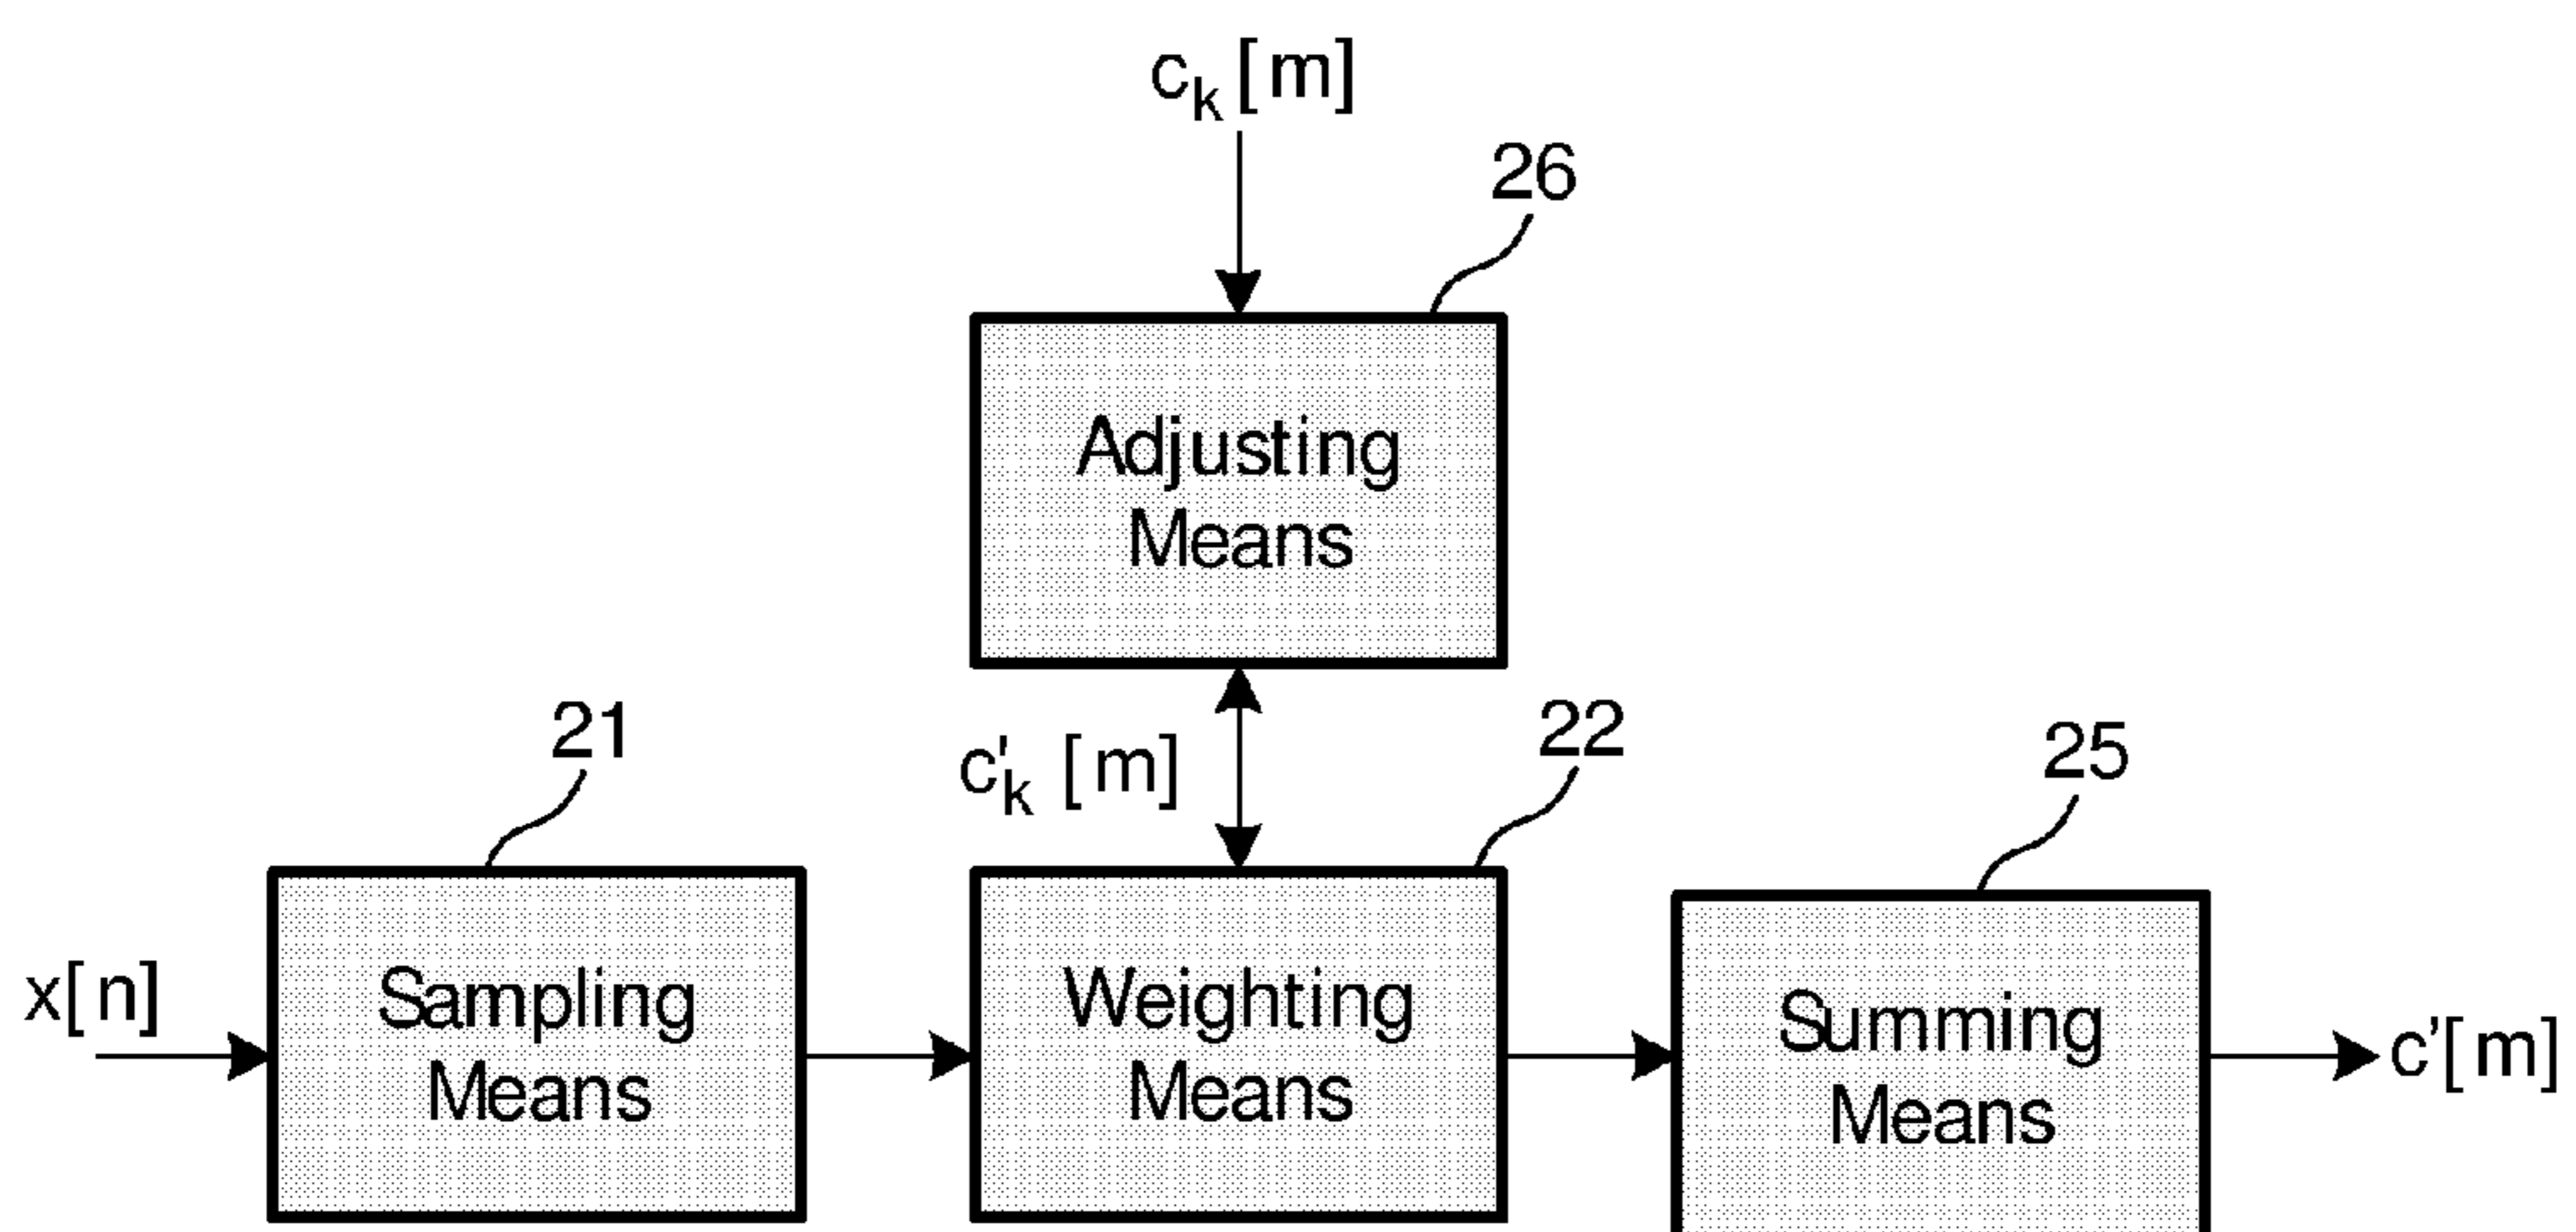 c_k [m]
26
Adjusting
Means
21
c'_k [m]
22
25
x[n]
Sampling
Means
Weighting
Means
Summing
Means
c'[m]